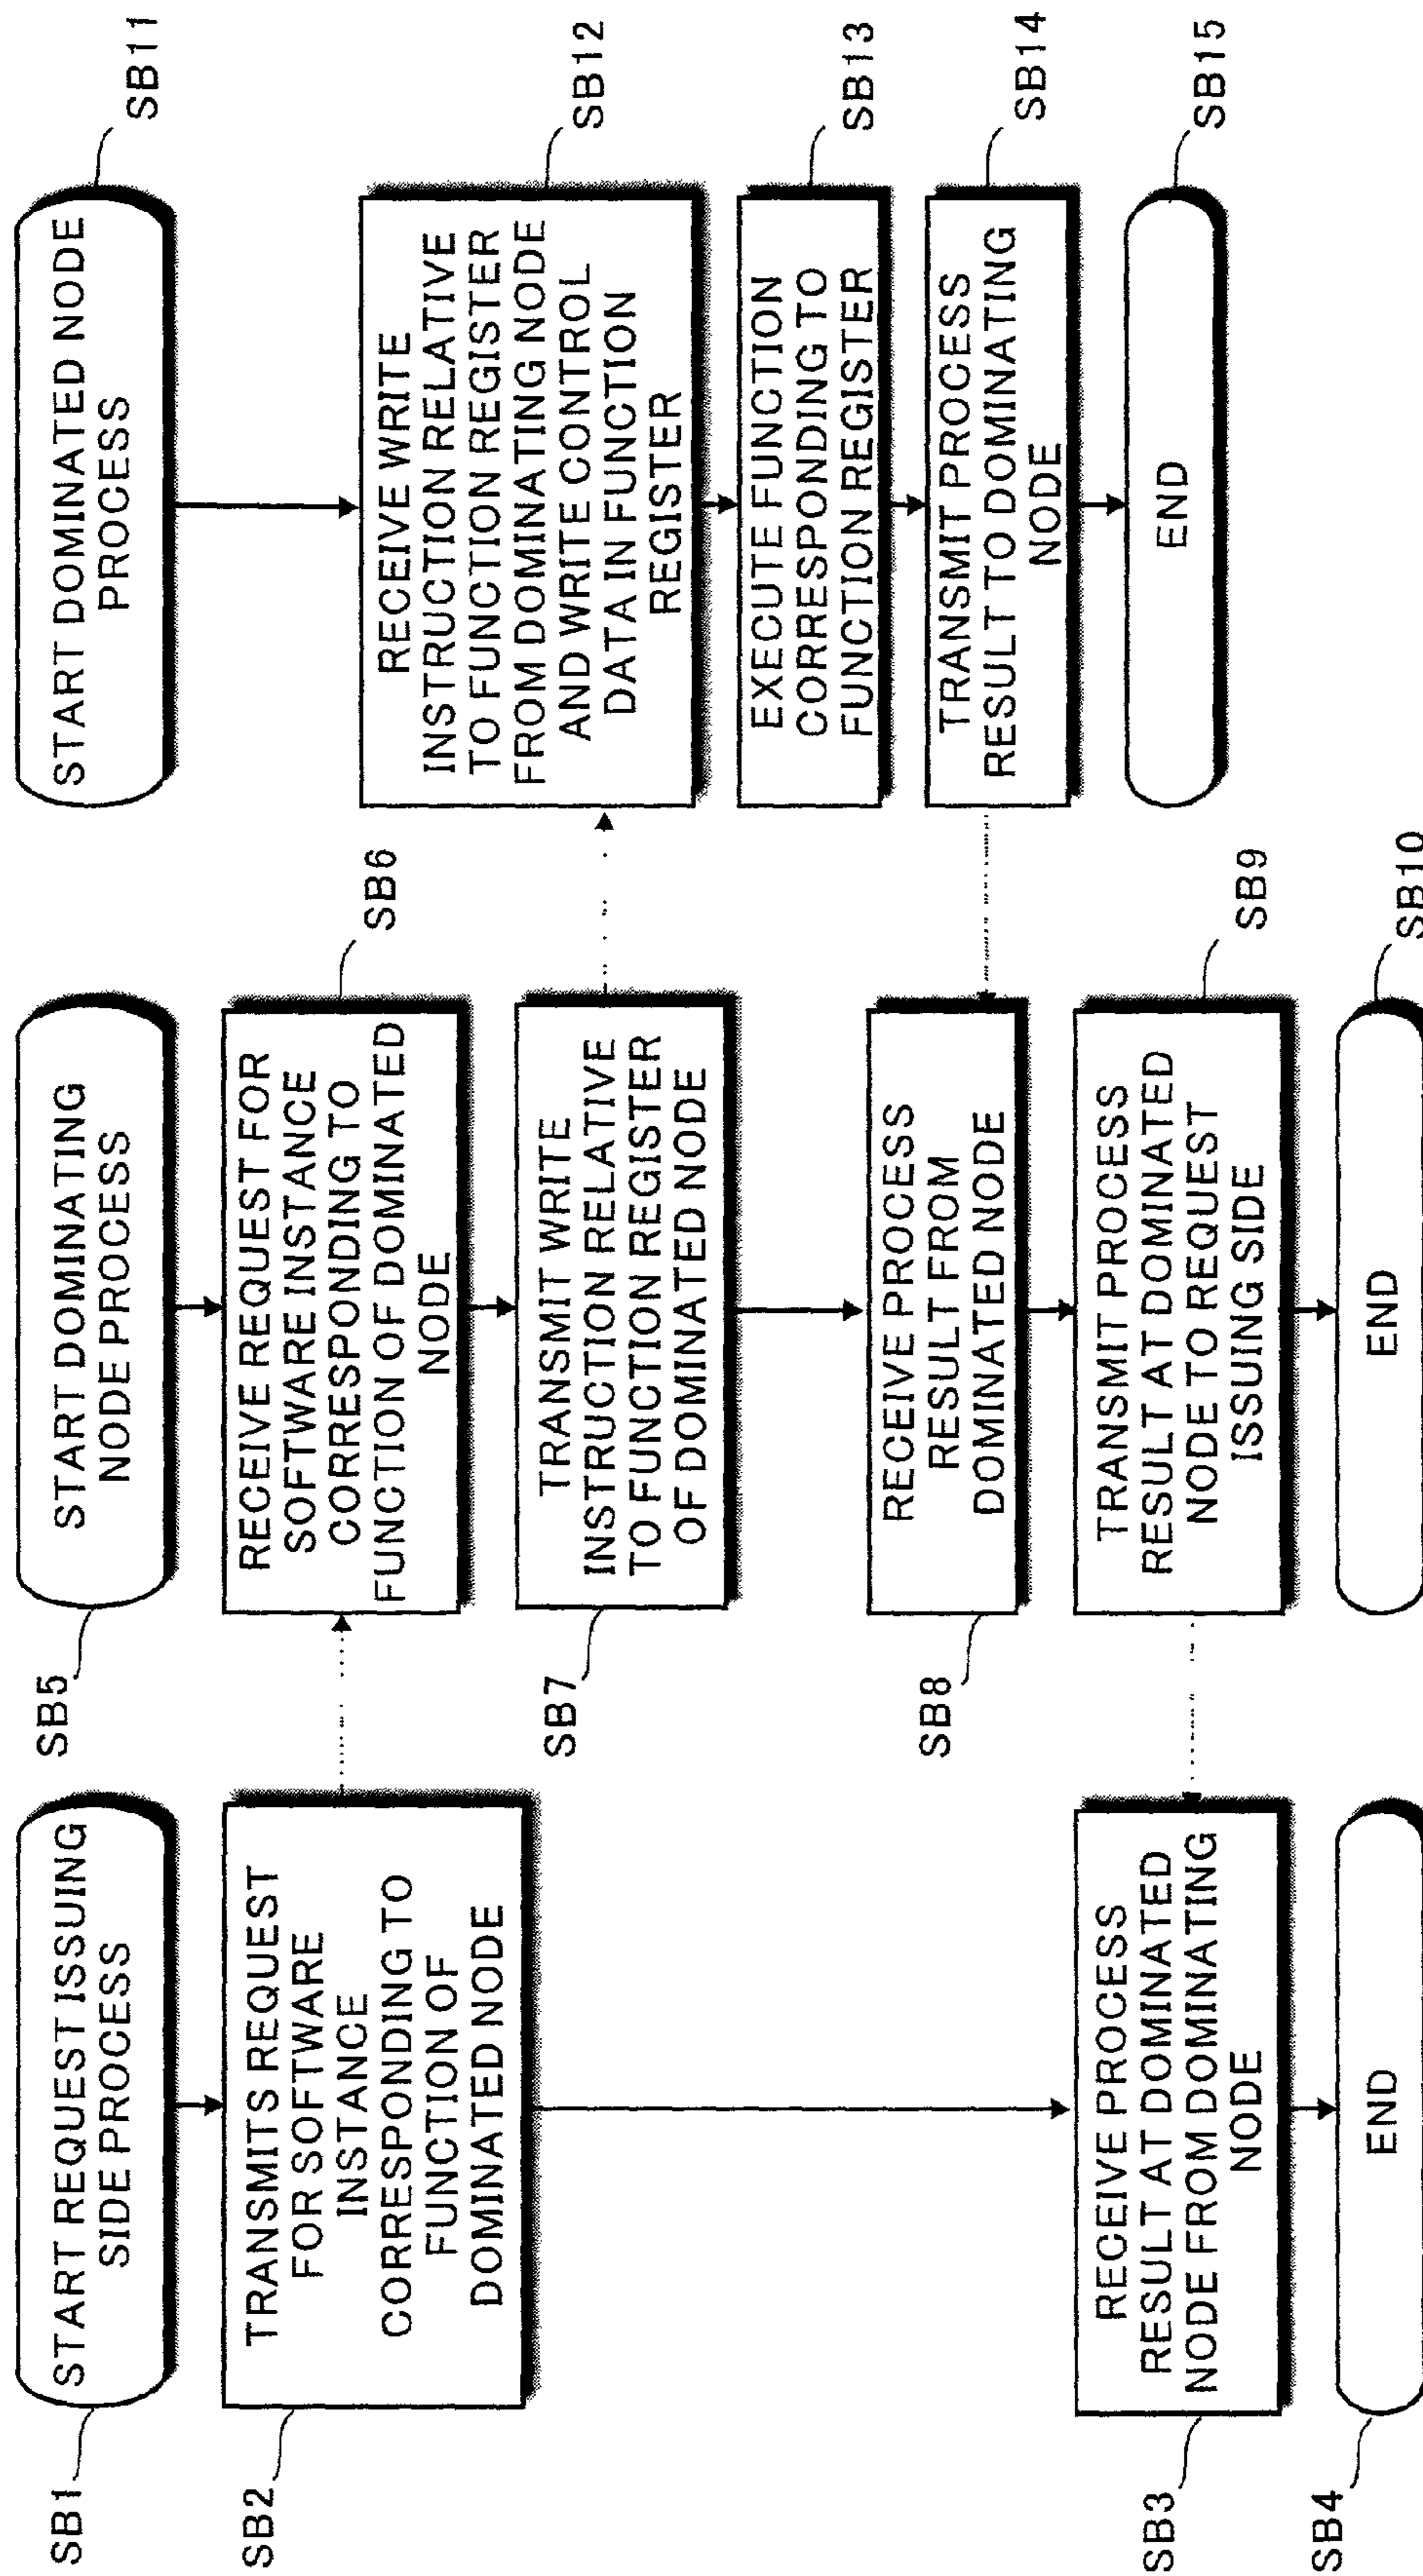 SB1
START REQUEST ISSUING
SIDE PROCESS
SB2
TRANSMITS REQUEST
FOR SOFTWARE
INSTANCE
CORRESPONDING TO
FUNCTION OF
DOMINATED NODE
SB3
RECEIVE PROCESS
RESULT AT DOMINATED
NODE FROM DOMINATING
NODE
SB4
END
SB5
START DOMINATING
NODE PROCESS
SB6
RECEIVE REQUEST FOR
SOFTWARE INSTANCE
CORRESPONDING TO
FUNCTION OF DOMINATED
NODE
SB7
TRANSMIT WRITE
INSTRUCTION RELATIVE
TO FUNCTION REGISTER
OF DOMINATED NODE
SB8
RECEIVE PROCESS
RESULT FROM
DOMINATED NODE
SB9
TRANSMIT PROCESS
RESULT AT DOMINATED
NODE TO REQUEST
ISSUING SIDE
SB10
END
SB11
START DOMINATED NODE
PROCESS
SB12
RECEIVE WRITE
INSTRUCTION RELATIVE
TO FUNCTION REGISTER
FROM DOMINATING NODE
AND WRITE CONTROL
DATA IN FUNCTION
REGISTER
SB13
EXECUTE FUNCTION
CORRESPONDING TO
FUNCTION REGISTER
SB14
TRANSMIT PROCESS
RESULT TO DOMINATING
NODE
SB15
END